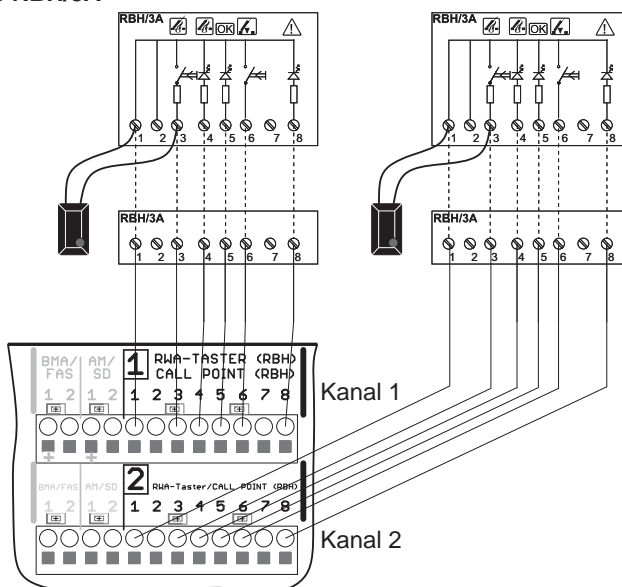 RBH/3A
OK
1 2 3 4 5 6 7 8
RBH/3A
OK
1 2 3 4 5 6 7 8
RBH/3A
1 2 3 4 5 6 7 8
RBH/3A
1 2 3 4 5 6 7 8
BMA/
FAS
AM/
SD
1
RWA-TASTER (RBH)
CALL POINT (RBH)
1 2 1 2 1 2 3 4 5 6 7 8
+ +
Kanal 1
BMA/FAS AM/SD
2
RWA-Taster/CALL POINT (RBH)
1 2 1 2 1 2 3 4 5 6 7 8
Kanal 2